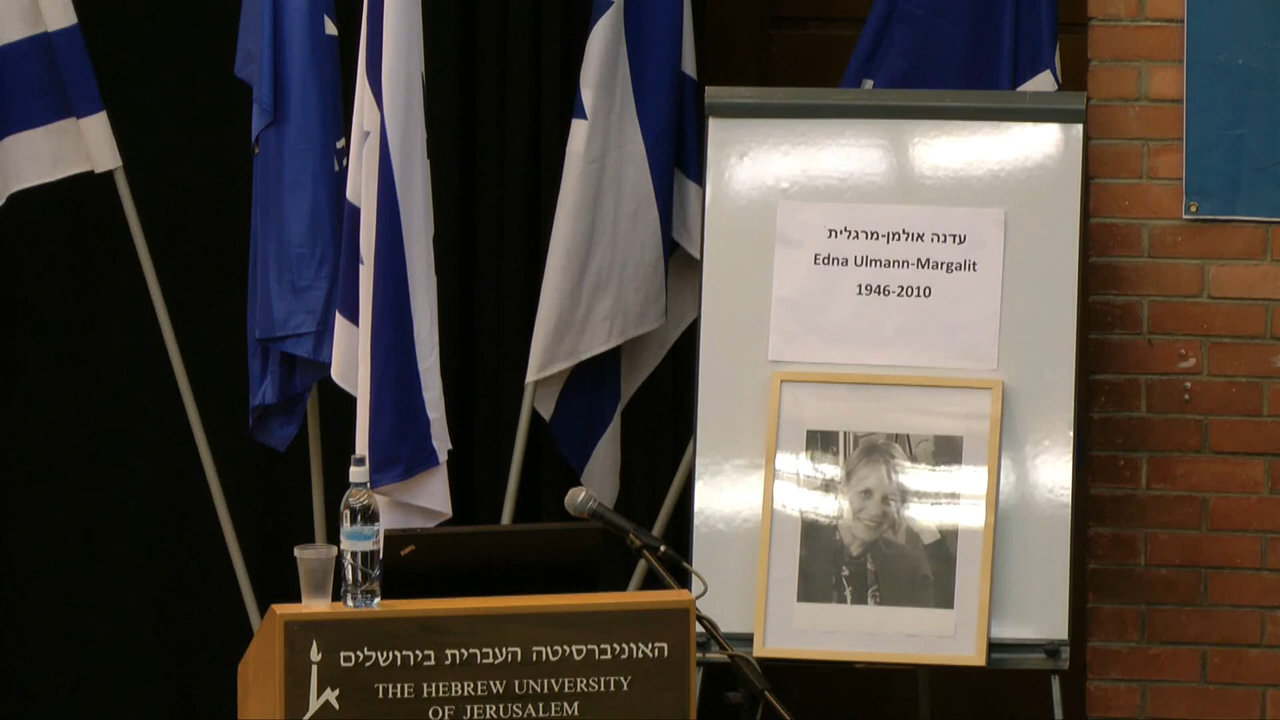 עדנה אולמן-מרגלית
Edna Ulmann-Margalit
1946-2010
האוניברסיטה העברית בירושלים
THE HEBREW UNIVERSITY
OF JERUSALEM